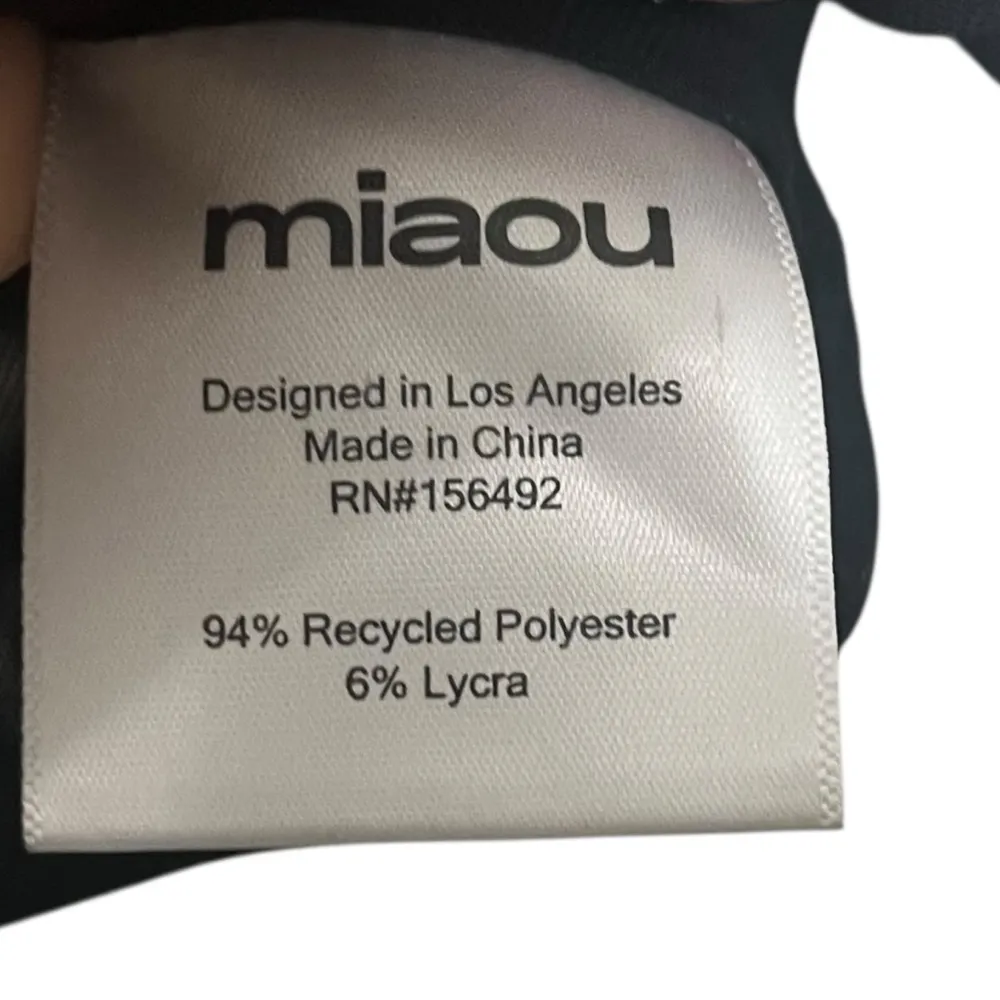 miaou
Designed in Los Angeles
Made in China
RN#156492
94% Recycled Polyester
6% Lycra